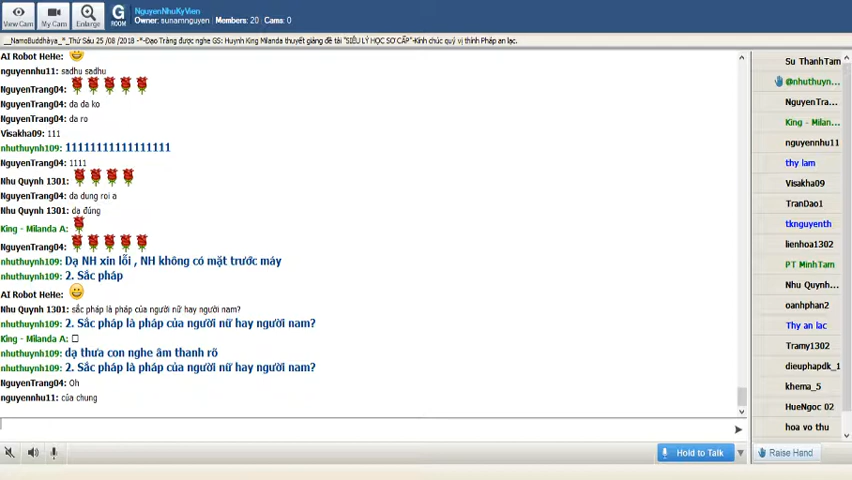 View Cam
My Cam
Enlarge
G
ROOM
NguyenNhuKyVien
Owner: sunamnguyen Members: 20 Cams: 0
__NamoBuddhàya_*_Thứ Sáu 25 /08 /2018 -*-Đạo Tràng được nghe GS: Huynh King Milanda thuyết giảng đề tài "SIÊU LÝ HỌC SƠ CẤP"-Kính chúc quý vị thính Pháp an lạc.
AI Robot HeHe:
nguyennhu11: sadhu sadhu
NguyenTrang04:
NguyenTrang04: da da ko
NguyenTrang04: da ro
Visakha09: 111
nhuthuynh109: 11111111111111111
NguyenTrang04: 1111
Nhu Quynh 1301:
NguyenTrang04: da dung roi a
Nhu Quynh 1301: dạ đúng
King - Milanda A:
NguyenTrang04:
nhuthuynh109: Dạ NH xin lỗi , NH không có mặt trước máy
nhuthuynh109: 2. Sắc pháp
AI Robot HeHe:
Nhu Quynh 1301: sắc pháp là pháp của người nữ hay người nam?
nhuthuynh109: 2. Sắc pháp là pháp của người nữ hay người nam?
King - Milanda A:
nhuthuynh109: dạ thưa con nghe âm thanh rõ
nhuthuynh109: 2. Sắc pháp là pháp của người nữ hay người nam?
NguyenTrang04: Oh
nguyennhu11: của chung
Hold to Talk
Su ThanhTam
@nhuthuyn...
NguyenTra...
King - Milan...
nguyennhu11
thy lam
Visakha09
TranDao1
tknguyenth
lienhoa1302
PT MinhTam
Nhu Quynh...
oanhphan2
Thy an lac
Tramy1302
dieuphapdk_1
khema_5
HueNgoc 02
hoa vo thu
Raise Hand